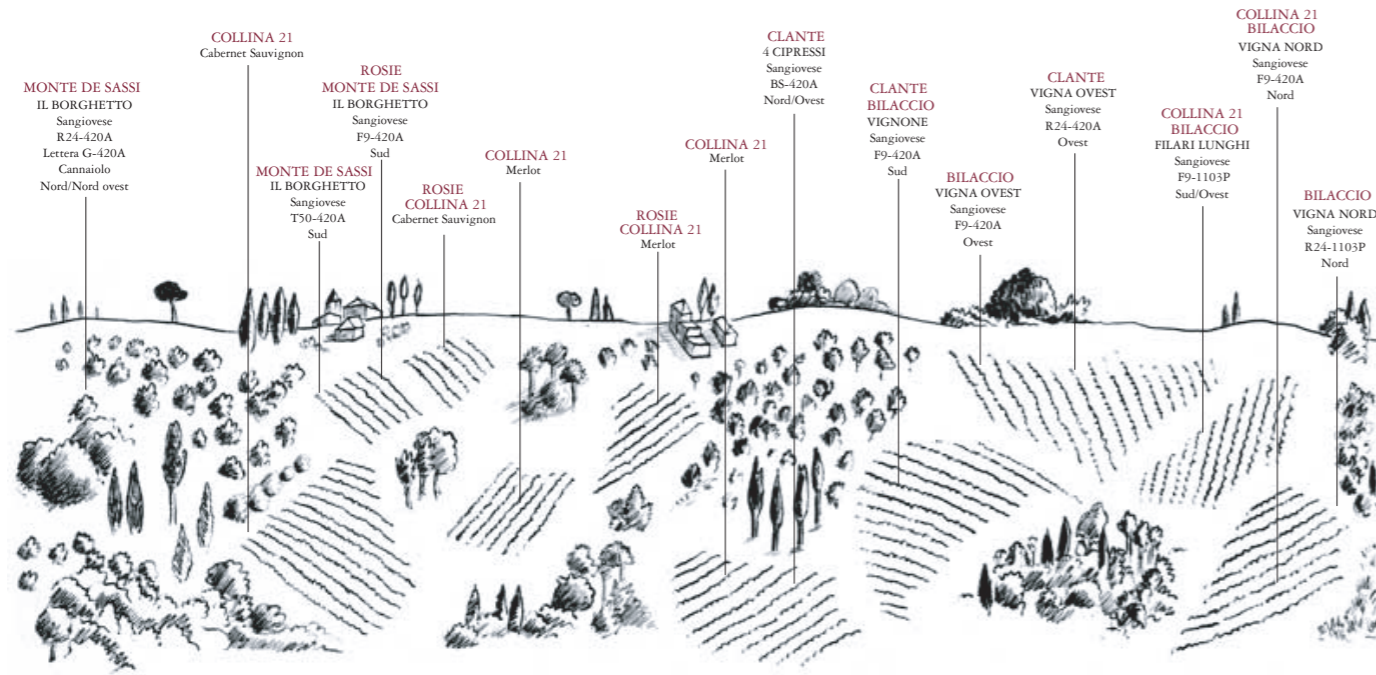 MONTE DE SASSI
IL BORGHETTO
Sangiovese
R24-420A
Lettera G-420A
Cannaiolo
Nord/Nord ovest
COLLINA 21
Cabernet Sauvignon
MONTE DE SASSI
IL BORGHETTO
Sangiovese
T50-420A
Sud
ROSIE
MONTE DE SASSI
IL BORGHETTO
Sangiovese
F9-420A
Sud
ROSIE
COLLINA 21
Cabernet Sauvignon
COLLINA 21
Merlot
ROSIE
COLLINA 21
Merlot
COLLINA 21
Merlot
CLANTE
4 CIPRESSI
Sangiovese
BS-420A
Nord/Ovest
CLANTE
BILACCIO
VIGNONE
Sangiovese
F9-420A
Sud
BILACCIO
VIGNA OVEST
Sangiovese
F9-420A
Ovest
CLANTE
VIGNA OVEST
Sangiovese
R24-420A
Ovest
COLLINA 21
BILACCIO
FILARI LUNGHI
Sangiovese
F9-1103P
Sud/Ovest
COLLINA 21
BILACCIO
VIGNA NORD
Sangiovese
F9-420A
Nord
BILACCIO
VIGNA NORD
Sangiovese
R24-1103P
Nord